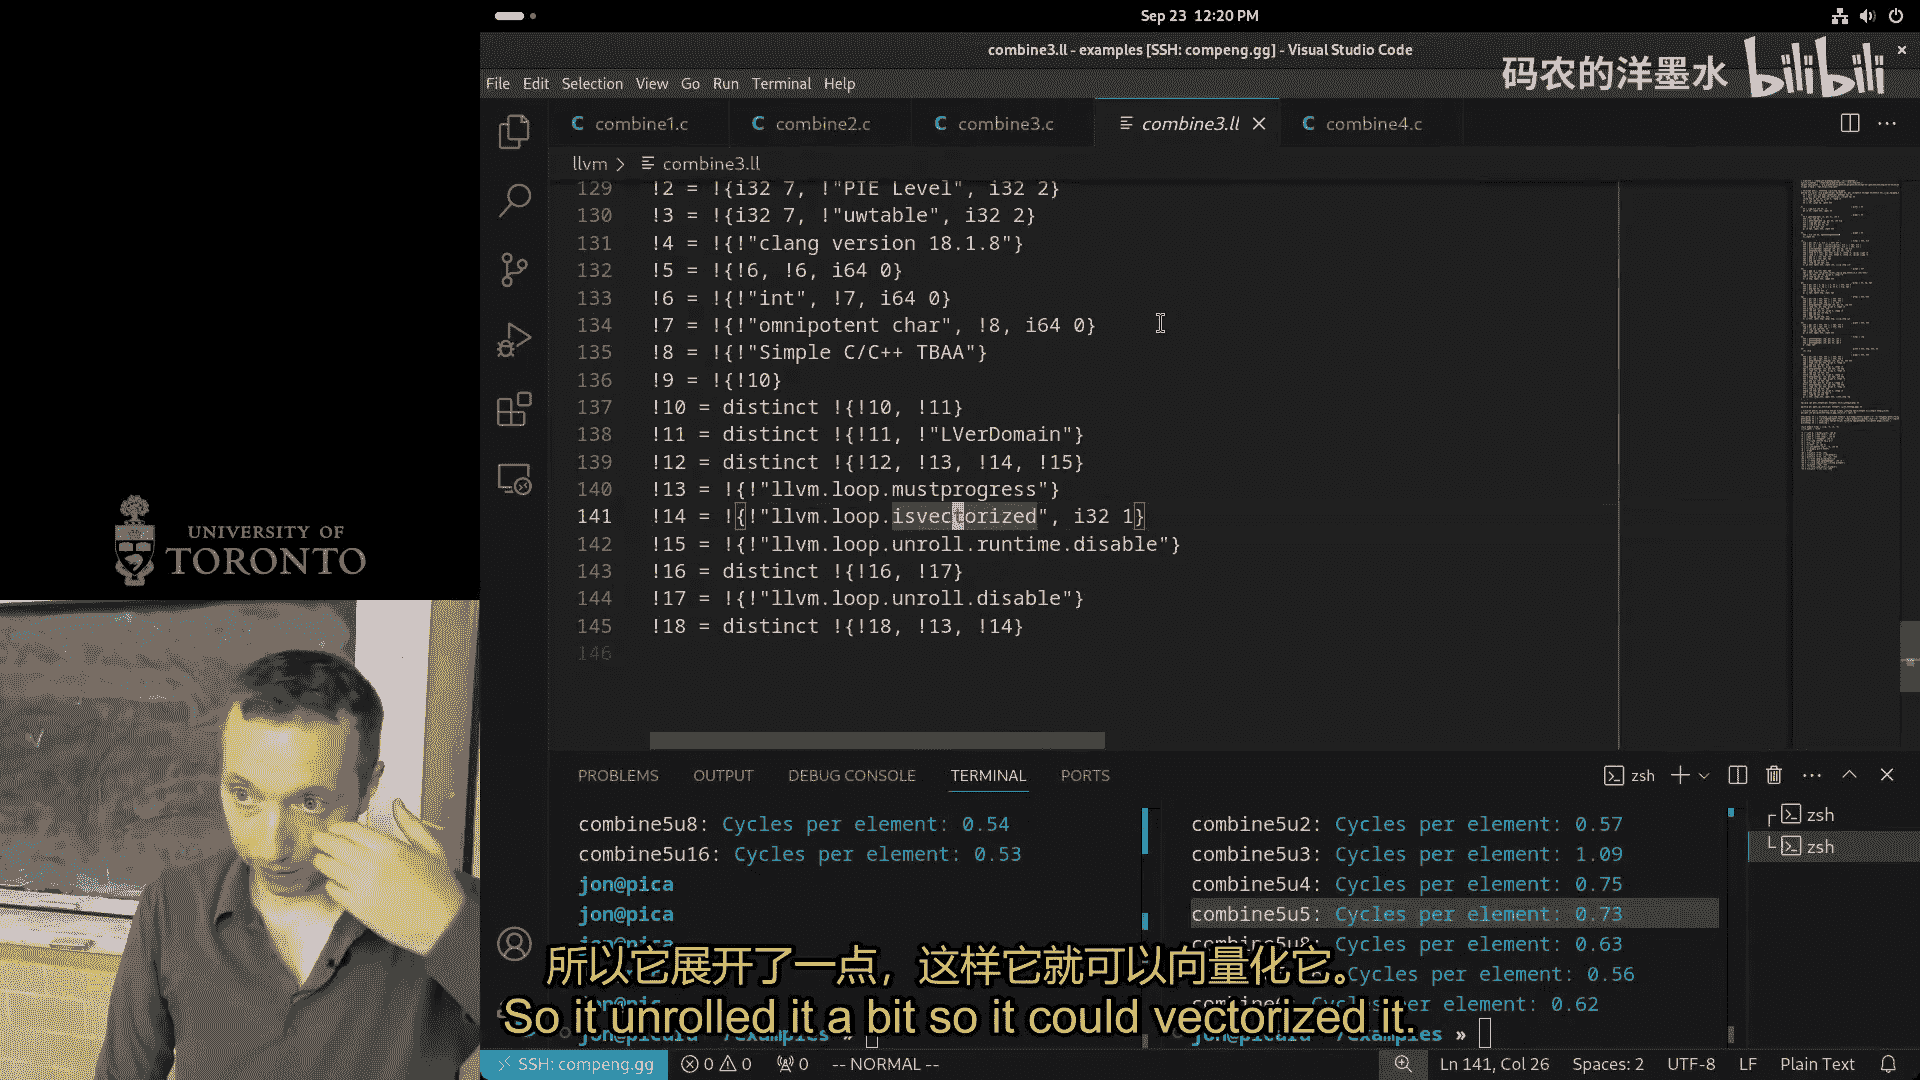 Sep 23 12:20 PM
combine3.ll - examples [SSH: compeng.gg] - Visual Studio Code
码农的洋墨水 bilibili
File Edit Selection View Go Run Terminal Help
combine1.c combine2.c combine3.c combine3.ll combine4.c
llvm > combine3.ll
129 !2 = !{i32 7, !"PIE Level", i32 2}
130 !3 = !{i32 7, !"uwtable", i32 2}
131 !4 = !{!"clang version 18.1.8"}
132 !5 = !{!6, !6, i64 0}
133 !6 = !{!"int", !7, i64 0}
134 !7 = !{!"omnipotent char", !8, i64 0}
135 !8 = !{!"Simple C/C++ TBAA"}
136 !9 = !{!10}
137 !10 = distinct !{!10, !11}
138 !11 = distinct !{!11, !"LVerDomain"}
139 !12 = distinct !{!12, !13, !14, !15}
140 !13 = !{!"llvm.loop.mustprogress"}
141 !14 = !{!"llvm.loop.isvectorized", i32 1}
142 !15 = !{!"llvm.loop.unroll.runtime.disable"}
143 !16 = distinct !{!16, !17}
144 !17 = !{!"llvm.loop.unroll.disable"}
145 !18 = distinct !{!18, !13, !14}
146
UNIVERSITY OF
TORONTO
PROBLEMS OUTPUT DEBUG CONSOLE TERMINAL PORTS
zsh
combine5u8: Cycles per element: 0.54
combine5u16: Cycles per element: 0.53
jon@pica
jon@pica
combine5u2: Cycles per element: 0.57
combine5u3: Cycles per element: 1.09
combine5u4: Cycles per element: 0.75
combine5u5: Cycles per element: 0.73
Cycles per element: 0.63
Cycles per element: 0.56
per element: 0.62
zsh
zsh
所以它展开了一点，这样它就可以向量化它。
So it unrolled it a bit so it could vectorized it.
SSH: compeng.gg 0 0 0 -- NORMAL -- Ln 141, Col 26 Spaces: 2 UTF-8 LF Plain Text